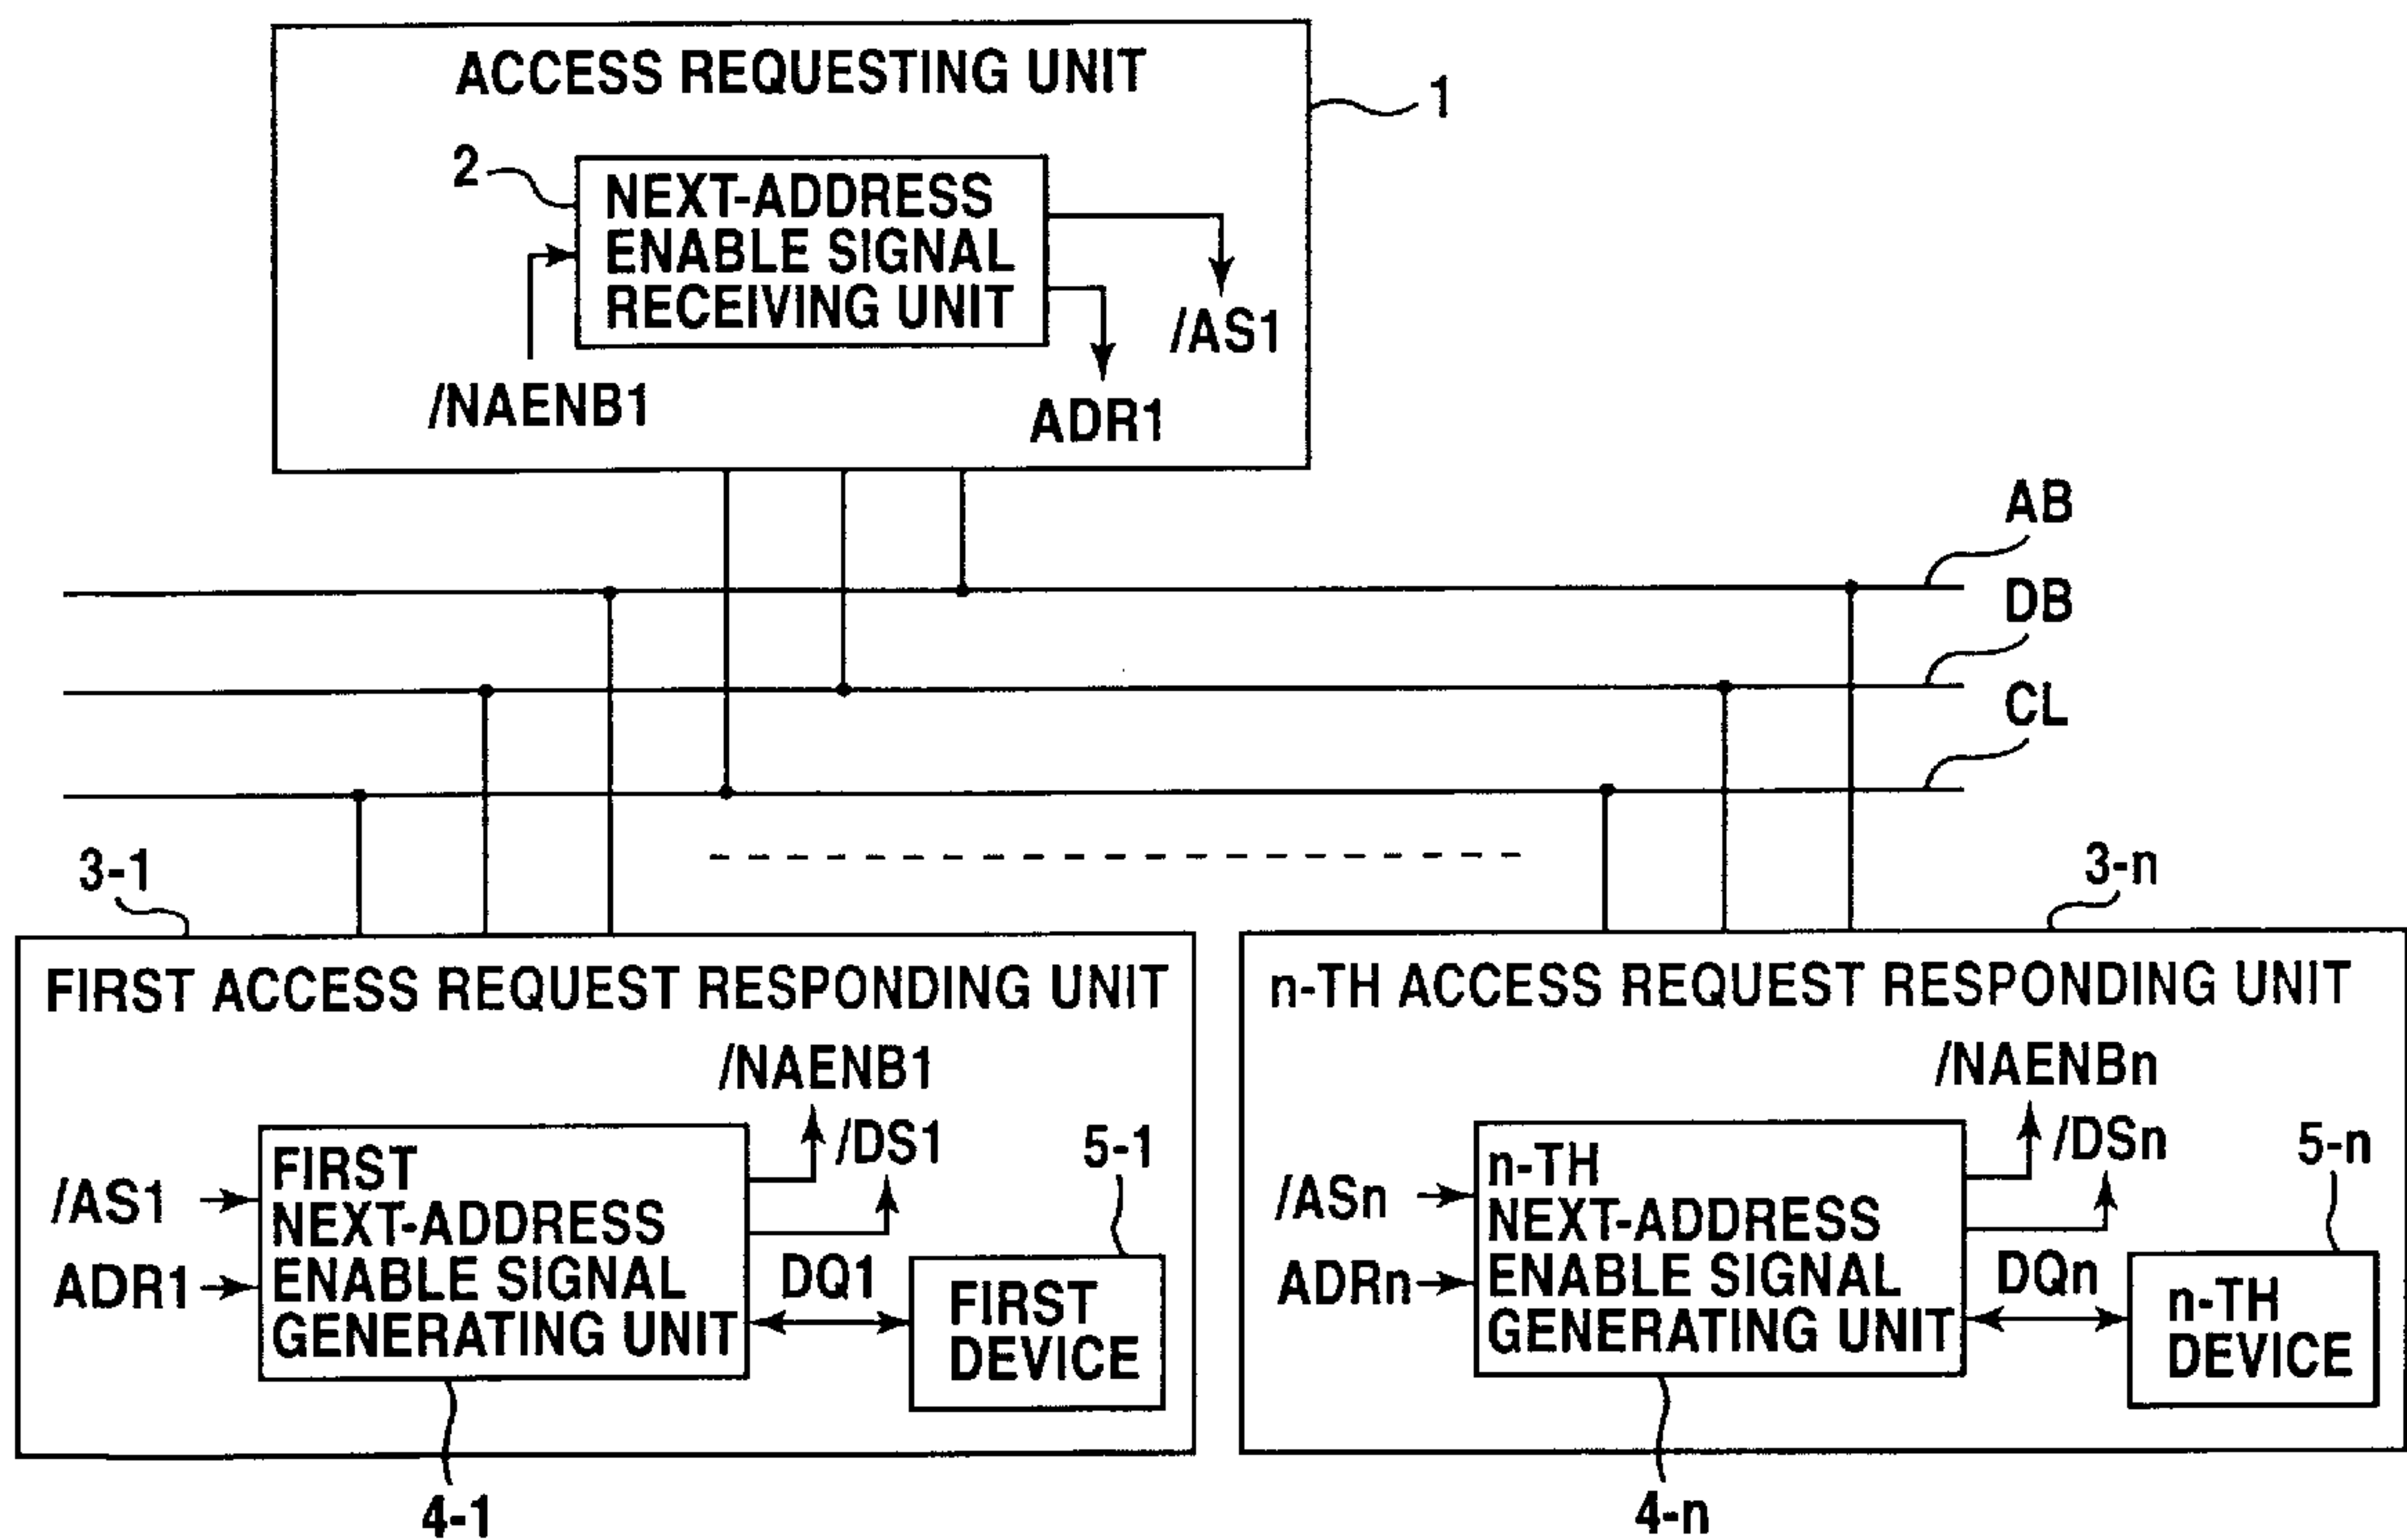 ACCESS REQUESTING UNIT
1
2
NEXT-ADDRESS
ENABLE SIGNAL
RECEIVING UNIT
/AS1
/NAENB1
ADR1
AB
DB
CL
3-1
3-n
FIRST ACCESS REQUEST RESPONDING UNIT
/NAENB1
/DS1
5-1
/AS1
ADR1
FIRST
NEXT-ADDRESS
ENABLE SIGNAL
GENERATING UNIT
DQ1
FIRST
DEVICE
4-1
n-TH ACCESS REQUEST RESPONDING UNIT
/NAENBn
/DSn
5-n
/ASn
ADRn
n-TH
NEXT-ADDRESS
ENABLE SIGNAL
GENERATING UNIT
DQn
n-TH
DEVICE
4-n